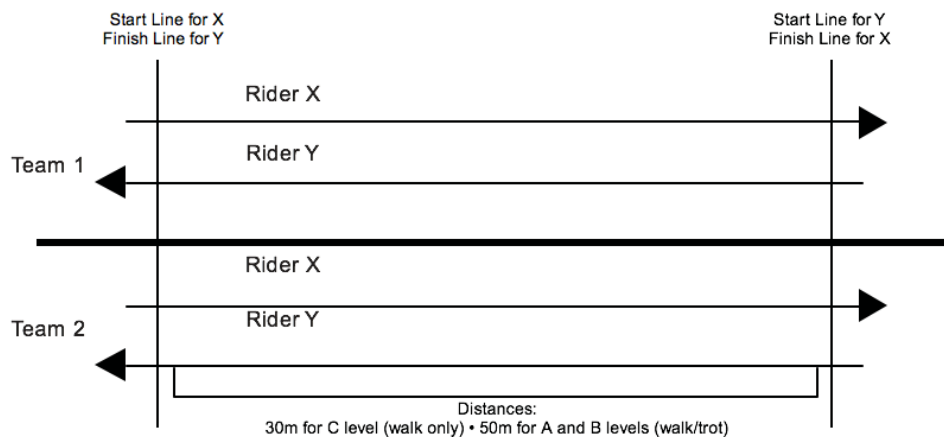 Start Line for X
Finish Line for Y
Start Line for Y
Finish Line for X
Rider X
Rider Y
Team 1
Rider X
Rider Y
Team 2
Distances:
30m for C level (walk only) • 50m for A and B levels (walk/trot)